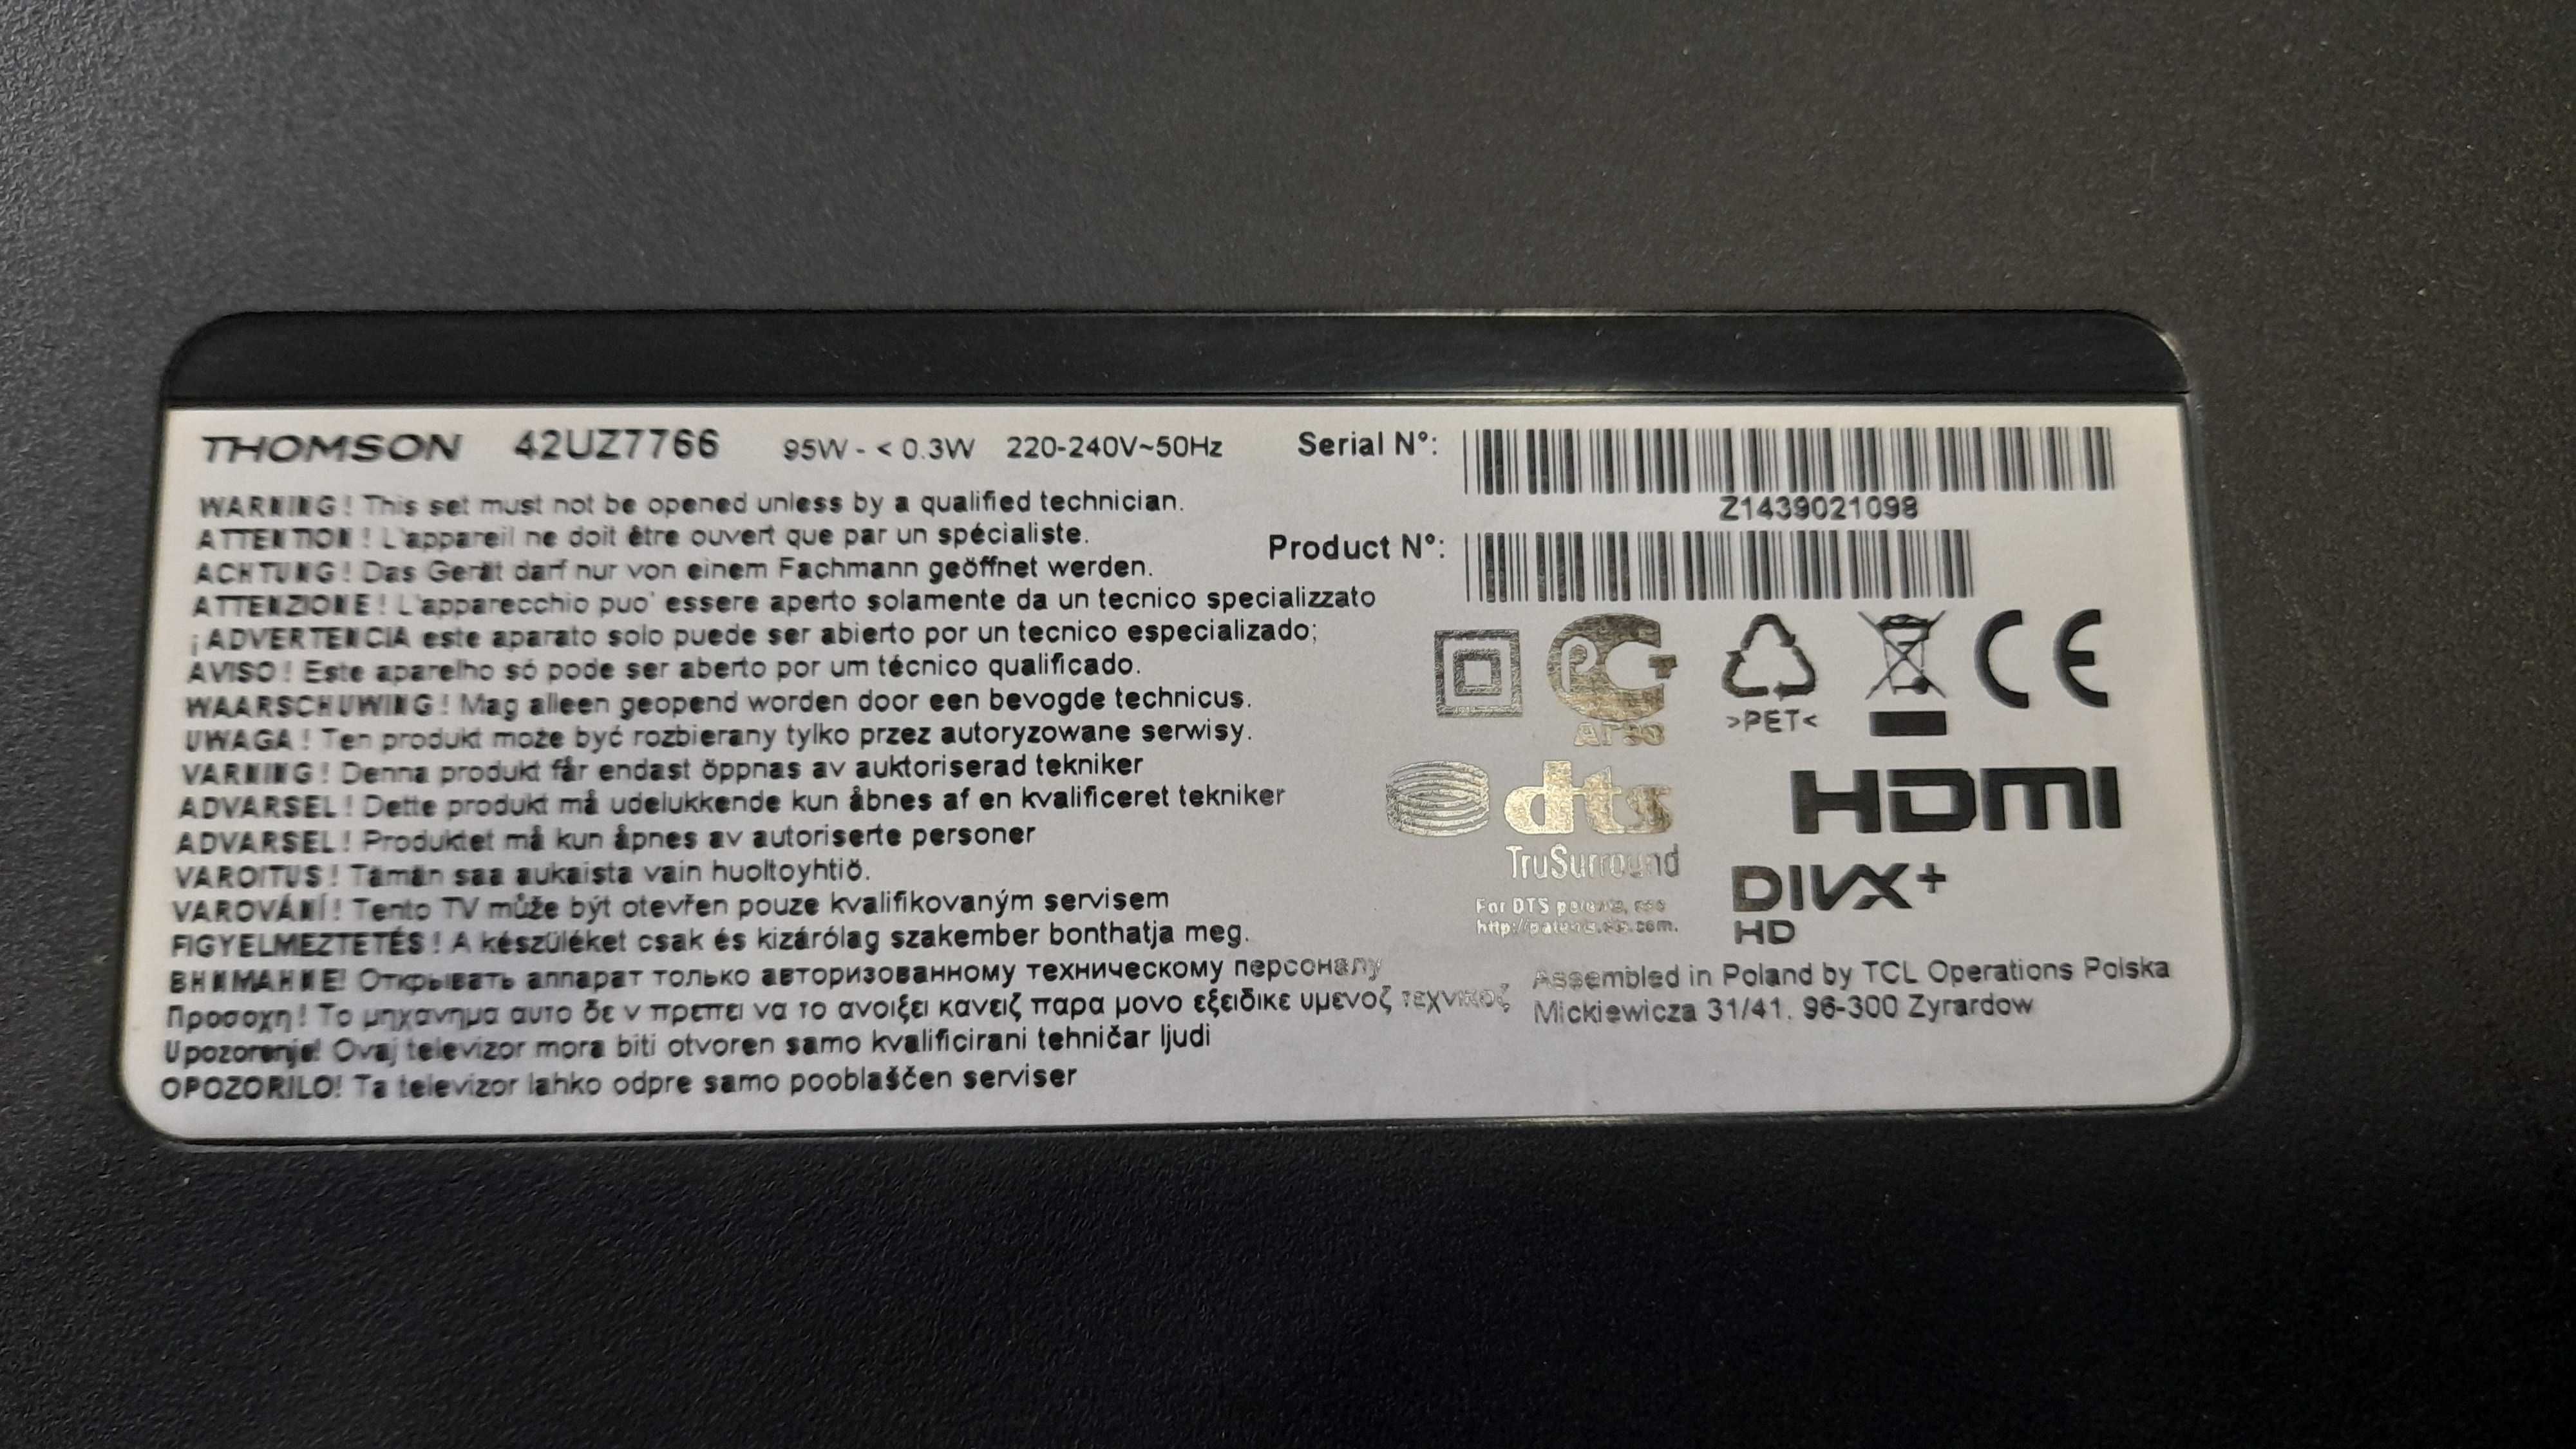 THOMSON 42UZ7766 95W - < 0.3W 220-240V~50Hz Serial N°:
Z1439021098
WARNING ! This set must not be opened unless by a qualified technician.
ATTENTION ! L'appareil ne doit être ouvert que par un spécialiste.
Product N°:
ACHTUNG ! Das Gerät darf nur von einem Fachmann geöffnet werden.
ATTENZIONE ! L'apparecchio puo' essere aperto solamente da un tecnico specializzato
¡ADVERTENCIA este aparato solo puede ser abierto por un tecnico especializado;
AVISO ! Este aparelho só pode ser aberto por um técnico qualificado.
WAARSCHUWING ! Mag alleen geopend worden door een bevogde technicus.
UWAGA ! Ten produkt może być rozbierany tylko przez autoryzowane serwisy.
VARNING ! Denna produkt får endast öppnas av auktoriserad tekniker
ADVARSEL ! Dette produkt må udelukkende kun åbnes af en kvalificeret tekniker
ADVARSEL ! Produktet må kun åpnes av autoriserte personer
VAROITUS ! Tämän saa aukaista vain huoltoyhtiö.
VAROVÁNÍ ! Tento TV může být otevřen pouze kvalifikovaným servisem
FIGYELMEZTETÉS ! A készüléket csak és kizárólag szakember bonthatja meg.
ВНИМАНИЕ! Открывать аппарат только авторизованному техническому персоналу
Προσοχη ! Το μηχανημα αυτο δε ν πρεπει να το ανοιξει κανειζ παρα μονο εξειδικε υμενοζ τεχνικοζ
Upozorenje! Ovaj televizor mora biti otvoren samo kvalificirani tehničar ljudi
OPOZORILO! Ta televizor lahko odpre samo pooblaščen serviser
>PET< CE
dts HDMI
TruSurround
DIVX+
HD
For DTS patents, see
http://patents.dts.com.
Assembled in Poland by TCL Operations Polska
Mickiewicza 31/41. 96-300 Zyrardow